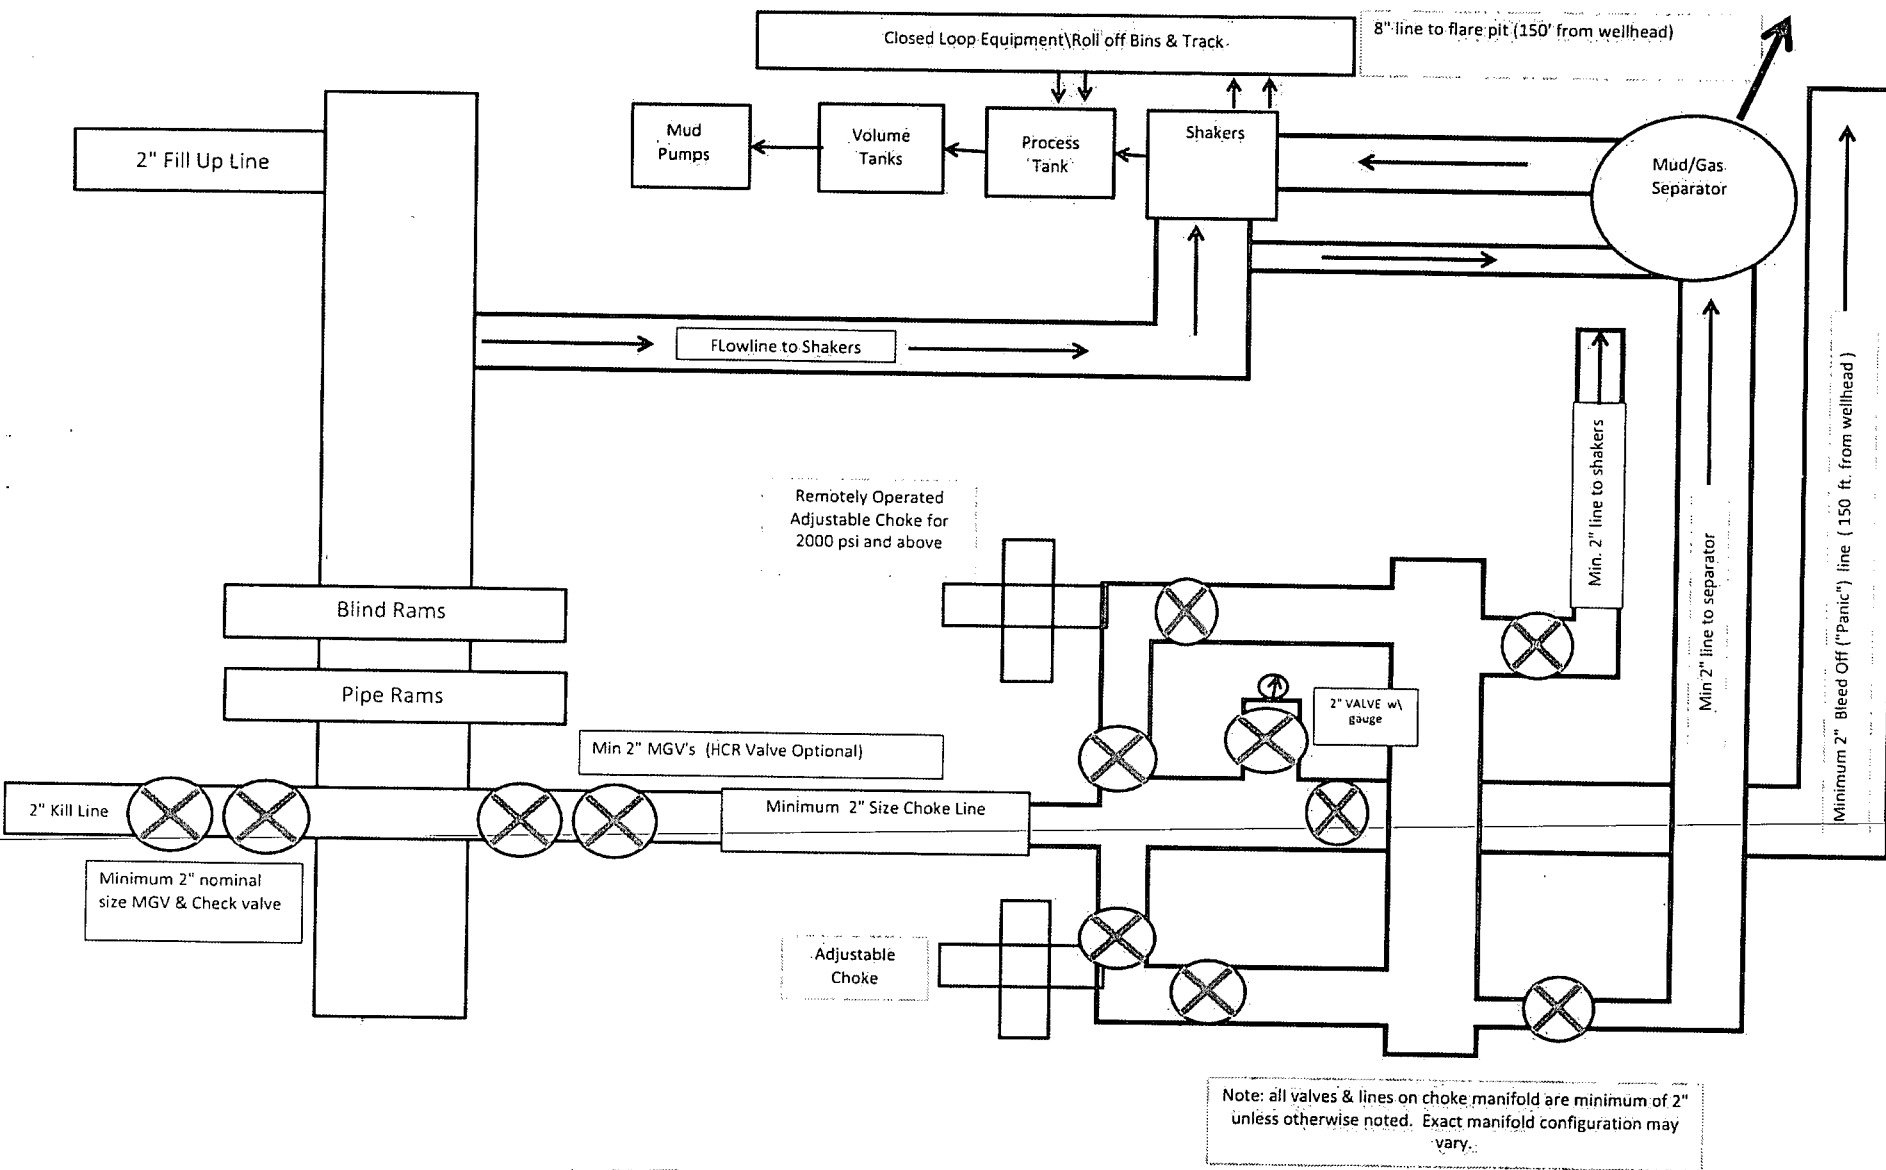 Closed Loop Equipment\Roll off Bins & Track
8" line to flare pit (150' from wellhead)
2" Fill Up Line
Mud
Pumps
Volume
Tanks
Process
Tank
Shakers
Mud/Gas
Separator
FLowline to Shakers
Min. 2" line to shakers
Min 2" line to separator
Minimum 2" Bleed Off ("Panic") line ( 150 ft. from wellhead )
Remotely Operated
Adjustable Choke for
2000 psi and above
Blind Rams
Pipe Rams
2" VALVE w\
gauge
Min 2" MGV's (HCR Valve Optional)
2" Kill Line
Minimum 2" Size Choke Line
Minimum 2" nominal
size MGV & Check valve
Adjustable
Choke
Note: all valves & lines on choke manifold are minimum of 2"
unless otherwise noted. Exact manifold configuration may
vary.